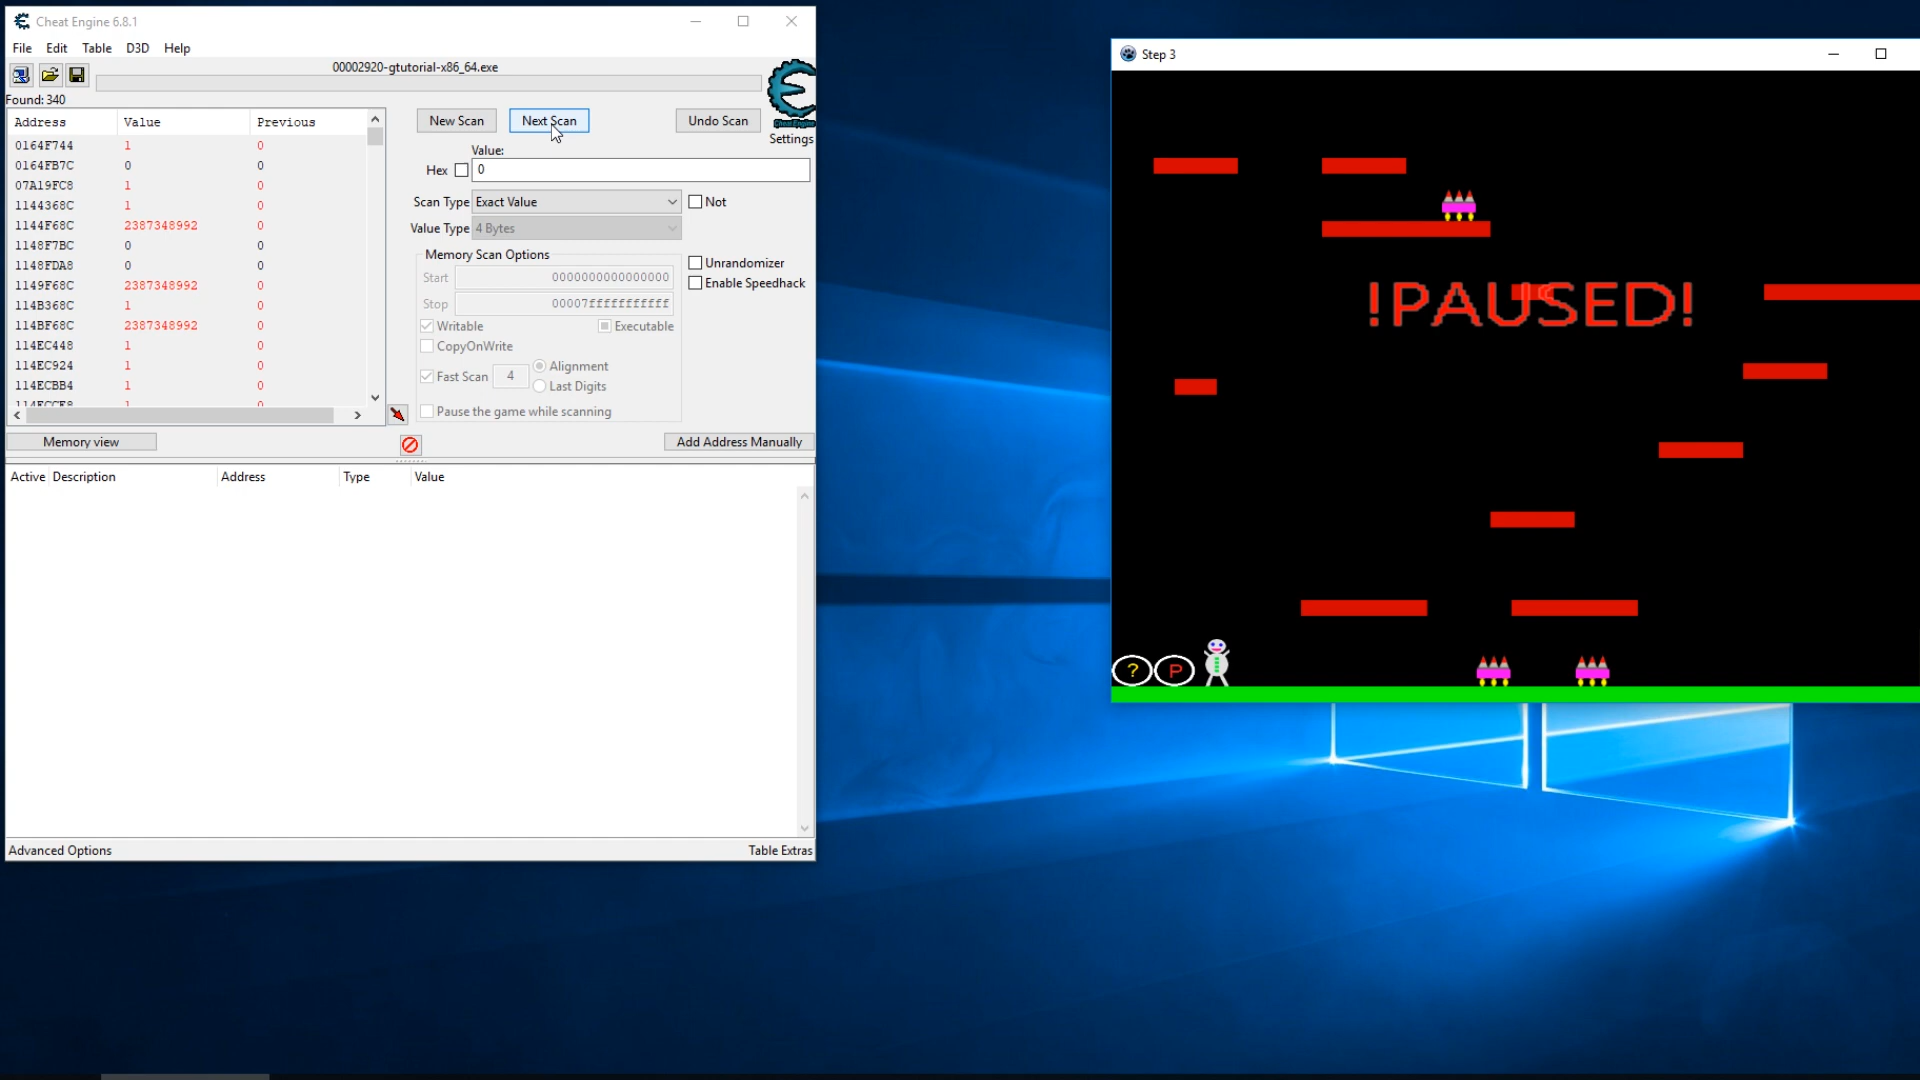 Cheat Engine 6.8.1
File Edit Table D3D Help
00002920-gtutorial-x86_64.exe
Found: 340
Address Value Previous
0164F744 1 0
0164FB7C 0 0
07A19FC8 1 0
1144368C 1 0
1144F68C 2387348992 0
1148F7BC 0 0
1148FDA8 0 0
1149F68C 2387348992 0
114B368C 1 0
114BF68C 2387348992 0
114EC448 1 0
114EC924 1 0
114ECBB4 1 0
114ECCE8 1 0
New Scan Next Scan Undo Scan
Cheat Engine
Settings
Value:
Hex 0
Scan Type Exact Value Not
Value Type 4 Bytes
Memory Scan Options
Unrandomizer
Start 0000000000000000
Enable Speedhack
Stop 00007fffffffffff
Writable Executable
CopyOnWrite
Fast Scan 4 Alignment
Last Digits
Pause the game while scanning
Memory view Add Address Manually
Active Description Address Type Value
Advanced Options Table Extras
Step 3
!PAUSED!
? P